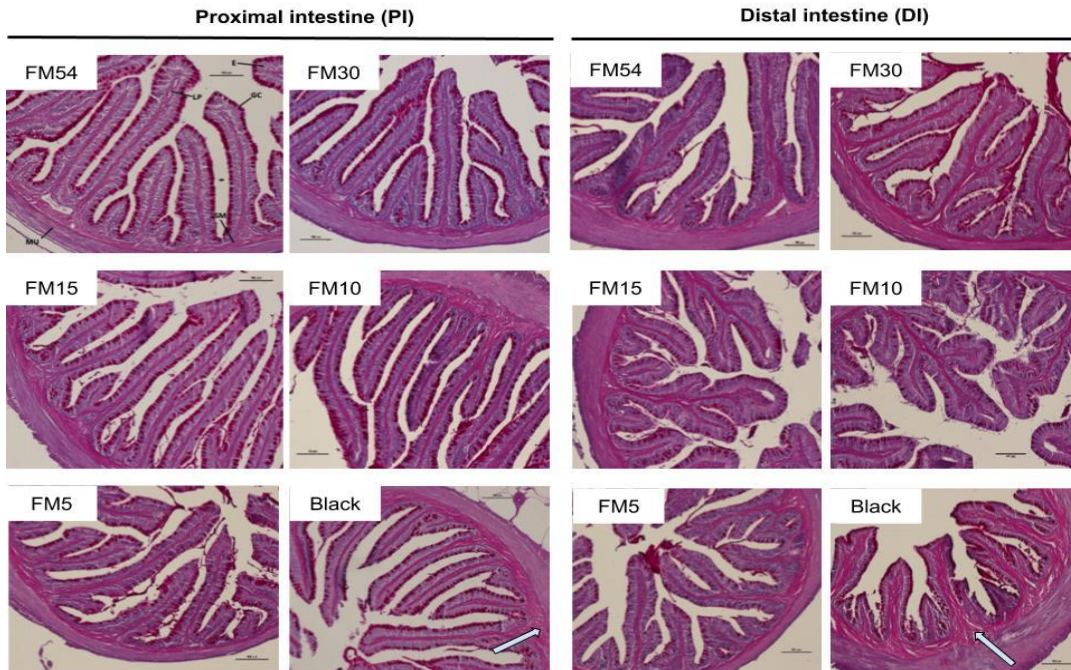 Proximal intestine (PI)
Distal intestine (DI)
FM54
E
LP
GC
SM
MU
FM30
FM54
FM30
FM15
FM10
FM15
FM10
FM5
Black
FM5
Black